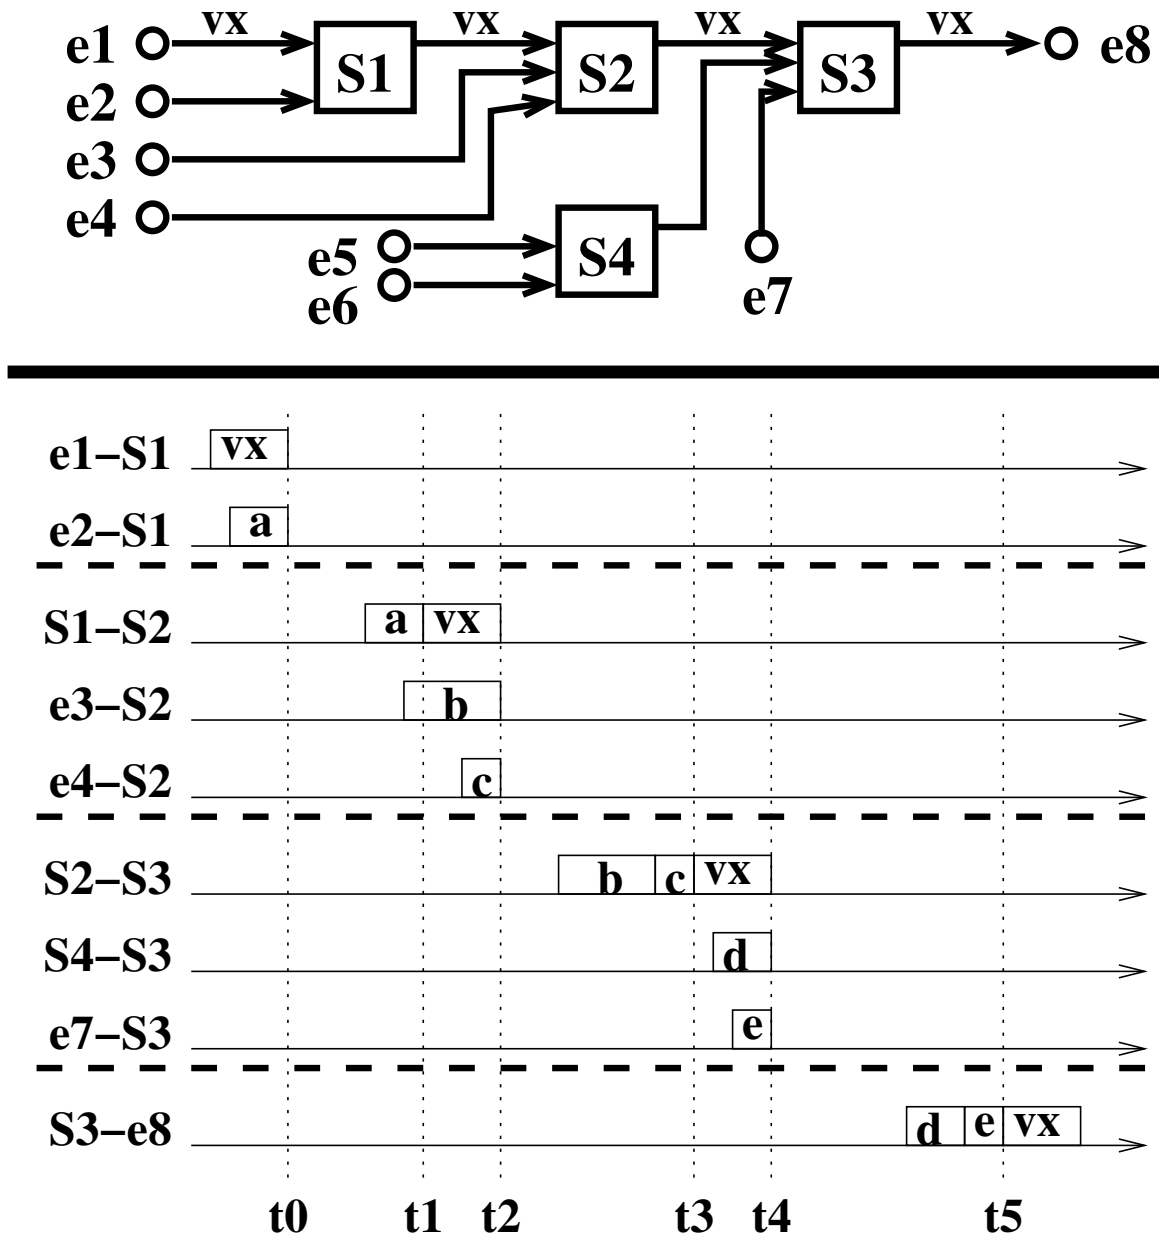 vx vx vx vx
e1 S1 S2 S3 e8
e2
e3
e4
e5 S4
e6 e7
e1–S1 vx
e2–S1 a
S1–S2 a vx
e3–S2 b
e4–S2 c
S2–S3 b c vx
S4–S3 d
e7–S3 e
S3–e8 d e vx
t0 t1 t2 t3 t4 t5